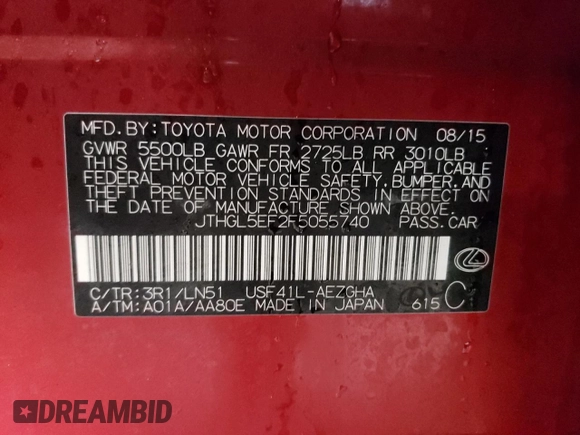 MFD.BY: TOYOTA MOTOR CORPORATION 08/15
GVWR 5500LB GAWR FR 2725LB RR 3010LB
THIS VEHICLE CONFORMS TO ALL APPLICABLE
FEDERAL MOTOR VEHICLE SAFETY, BUMPER, AND
THEFT PREVENTION STANDARDS IN EFFECT ON
THE DATE OF MANUFACTURE SHOWN ABOVE.
JTHGL5EF2F5055740 PASS.CAR
C/TR:3R1/LN51 USF41L-AEZGHA C
A/TM:A01A/AA80E MADE IN JAPAN 615
DREAMBID